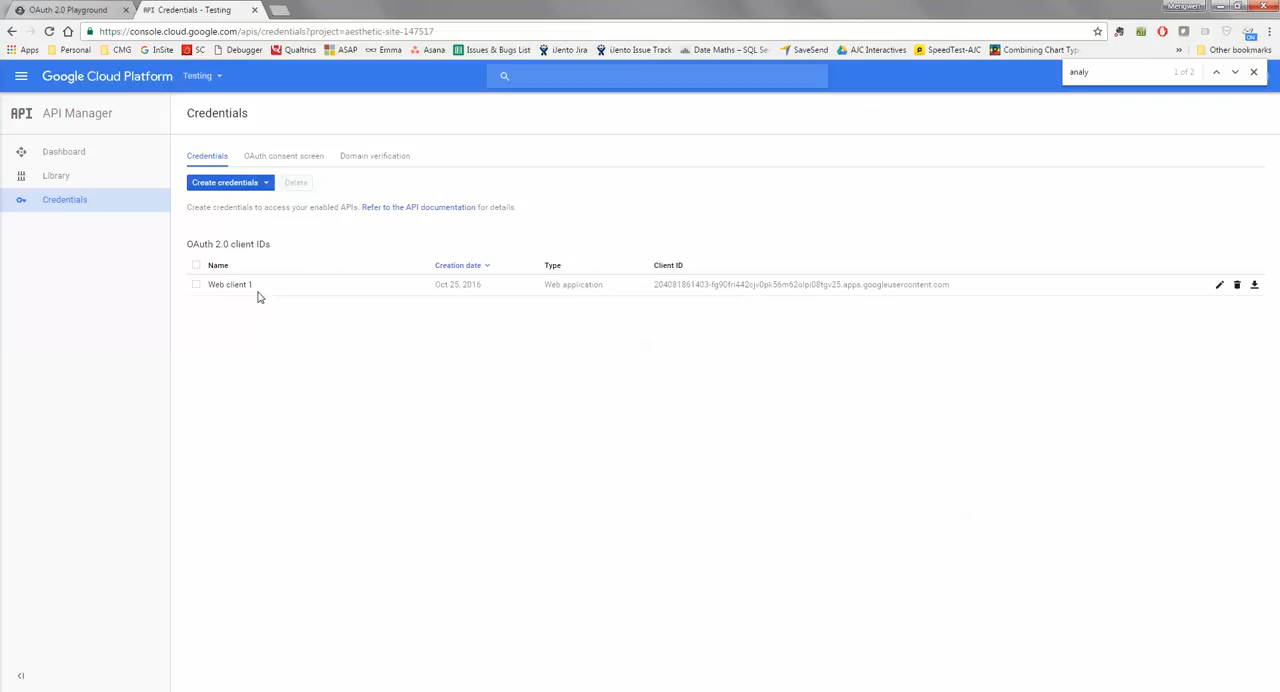 OAuth 2.0 Playground
API Credentials - Testing
Mengwen
https://console.cloud.google.com/apis/credentials?project=aesthetic-site-147517
Apps Personal CMG InSite SC Debugger Qualtrics ASAP Emma Asana Issues & Bugs List iJento Jira iJento Issue Track Date Maths – SQL Se SaveSend AJC Interactives SpeedTest-AJC Combining Chart Typ » Other bookmarks
Google Cloud Platform Testing
analy 1 of 2
API API Manager
Credentials
Dashboard
Library
Credentials
Credentials OAuth consent screen Domain verification
Create credentials Delete
Create credentials to access your enabled APIs. Refer to the API documentation for details.
OAuth 2.0 client IDs
Name Creation date Type Client ID
Web client 1 Oct 25, 2016 Web application